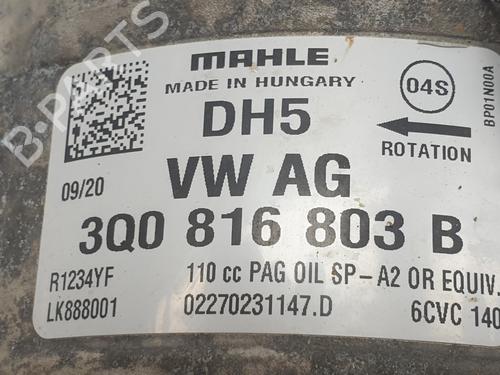 B-PARTS
MAHLE
MADE IN HUNGARY
04S
BP01N00A
DH5
ROTATION
09/20
VW AG
3Q0 816 803 B
R1234YF 110 cc PAG OIL SP-A2 OR EQUIV.
LK888001 02270231147.D 6CVC 140